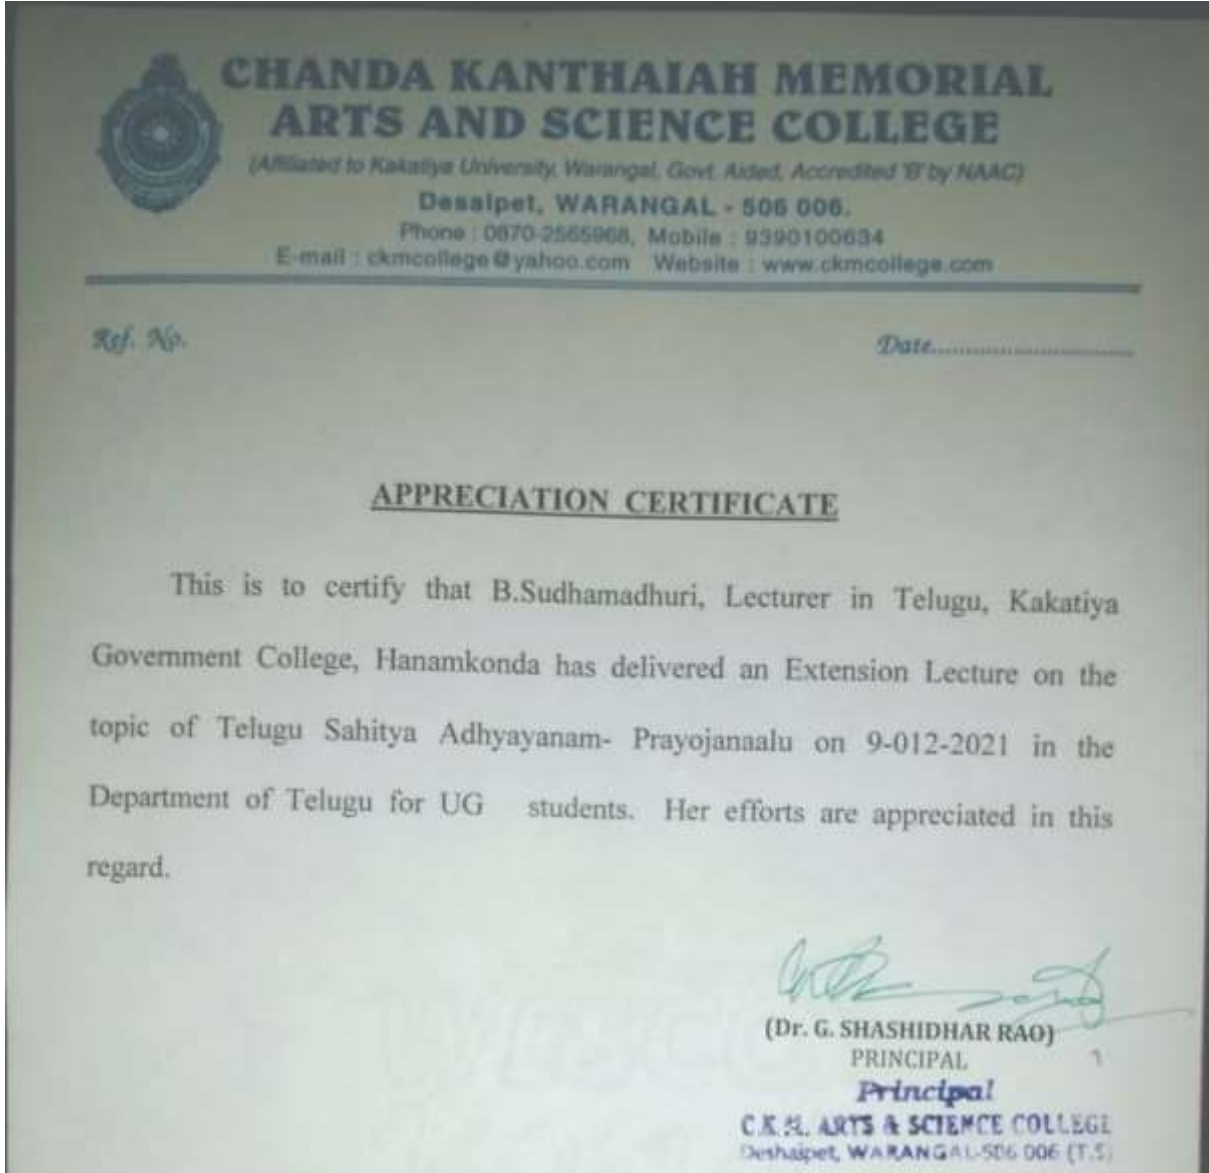 CHANDA KANTHAIAH MEMORIAL
ARTS AND SCIENCE COLLEGE
(Affiliated to Kakatiya University, Warangal, Govt. Aided, Accredited 'B' by NAAC)
Desaipet, WARANGAL - 506 006.
Phone : 0870-2565968, Mobile : 9390100634
E-mail : ckmcollege@yahoo.com Website : www.ckmcollege.com
Ref. No. Date..............................
APPRECIATION CERTIFICATE
This is to certify that B.Sudhamadhuri, Lecturer in Telugu, Kakatiya
Government College, Hanamkonda has delivered an Extension Lecture on the
topic of Telugu Sahitya Adhyayanam- Prayojanaalu on 9-012-2021 in the
Department of Telugu for UG students. Her efforts are appreciated in this
regard.
(Dr. G. SHASHIDHAR RAO)
PRINCIPAL
Principal
C.K.M. ARTS & SCIENCE COLLEGE
Deshaipet, WARANGAL-506 006 (T.S)